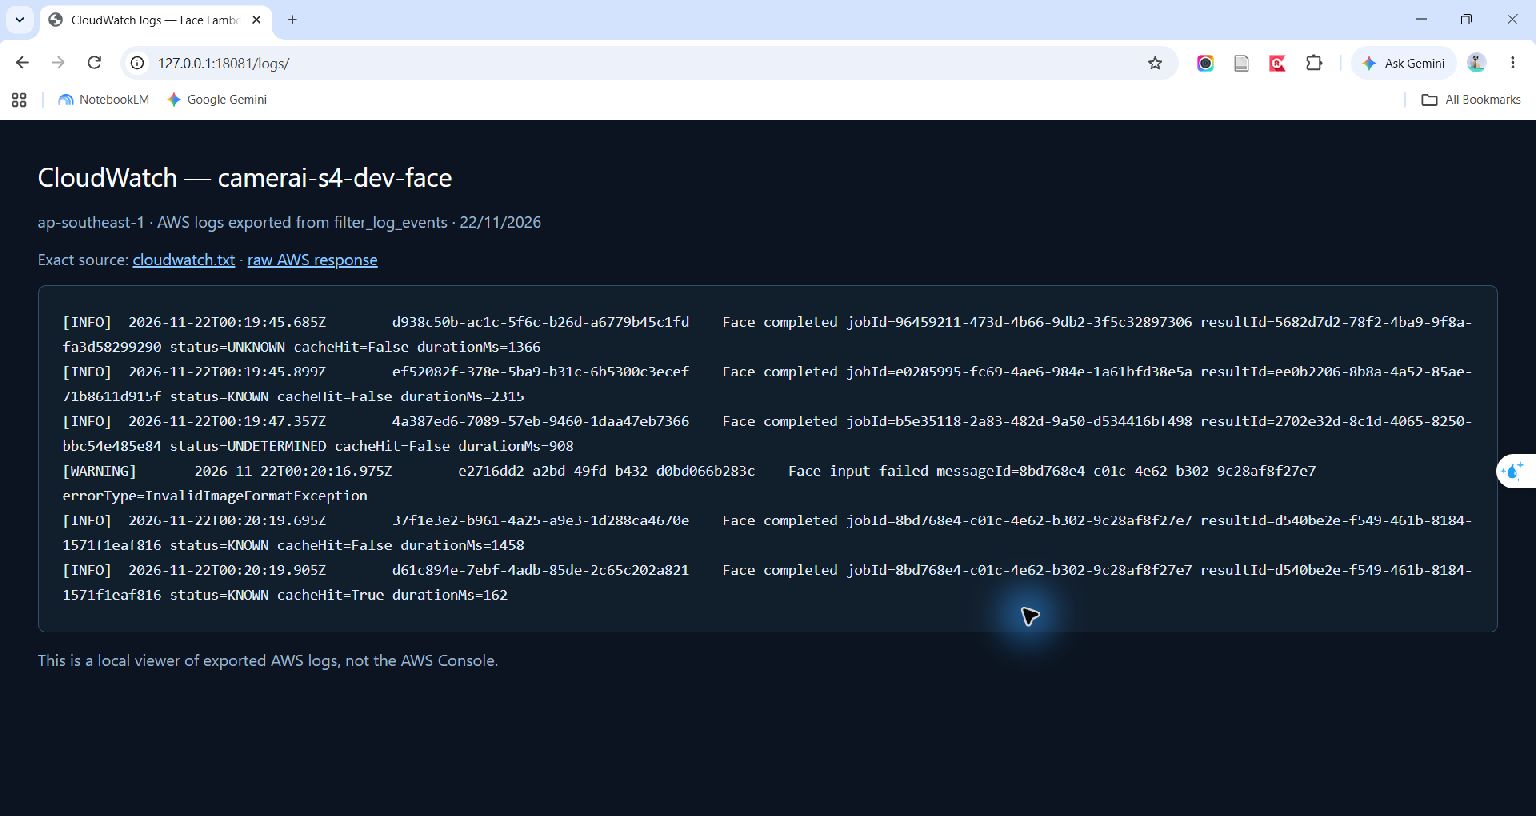 CloudWatch logs — Face Lamb
127.0.0.1:18081/logs/
Ask Gemini
NotebookLM
Google Gemini
All Bookmarks
CloudWatch — camerai-s4-dev-face
ap-southeast-1 · AWS logs exported from filter_log_events · 22/11/2026
Exact source: cloudwatch.txt · raw AWS response
[INFO] 2026-11-22T00:19:45.685Z d938c50b-ac1c-5f6c-b26d-a6779b45c1fd Face completed jobId=96459211-473d-4b66-9db2-3f5c32897306 resultId=5682d7d2-78f2-4ba9-9f8a-
fa3d58299290 status=UNKNOWN cacheHit=False durationMs=1366
[INFO] 2026-11-22T00:19:45.899Z ef52082f-378e-5ba9-b31c-6b5300c3ecef Face completed jobId=e0285995-fc69-4ae6-984e-1a61bfd38e5a resultId=ee0b2206-8b8a-4a52-85ae-
71b8611d915f status=KNOWN cacheHit=False durationMs=2315
[INFO] 2026-11-22T00:19:47.357Z 4a387ed6-7089-57eb-9460-1daa47eb7366 Face completed jobId=b5e35118-2a83-482d-9a50-d534416bf498 resultId=2702e32d-8c1d-4065-8250-
bbc54e485e84 status=UNDETERMINED cacheHit=False durationMs=908
[WARNING] 2026-11-22T00:20:16.975Z e2716dd2-a2bd-49fd-b432-d0bd066b283c Face input failed messageId=8bd768e4-c01c-4e62-b302-9c28af8f27e7
errorType=InvalidImageFormatException
[INFO] 2026-11-22T00:20:19.695Z 37f1e3e2-b961-4a25-a9e3-1d288ca4670e Face completed jobId=8bd768e4-c01c-4e62-b302-9c28af8f27e7 resultId=d540be2e-f549-461b-8184-
1571f1eaf816 status=KNOWN cacheHit=False durationMs=1458
[INFO] 2026-11-22T00:20:19.905Z d61c894e-7ebf-4adb-85de-2c65c202a821 Face completed jobId=8bd768e4-c01c-4e62-b302-9c28af8f27e7 resultId=d540be2e-f549-461b-8184-
1571f1eaf816 status=KNOWN cacheHit=True durationMs=162
This is a local viewer of exported AWS logs, not the AWS Console.